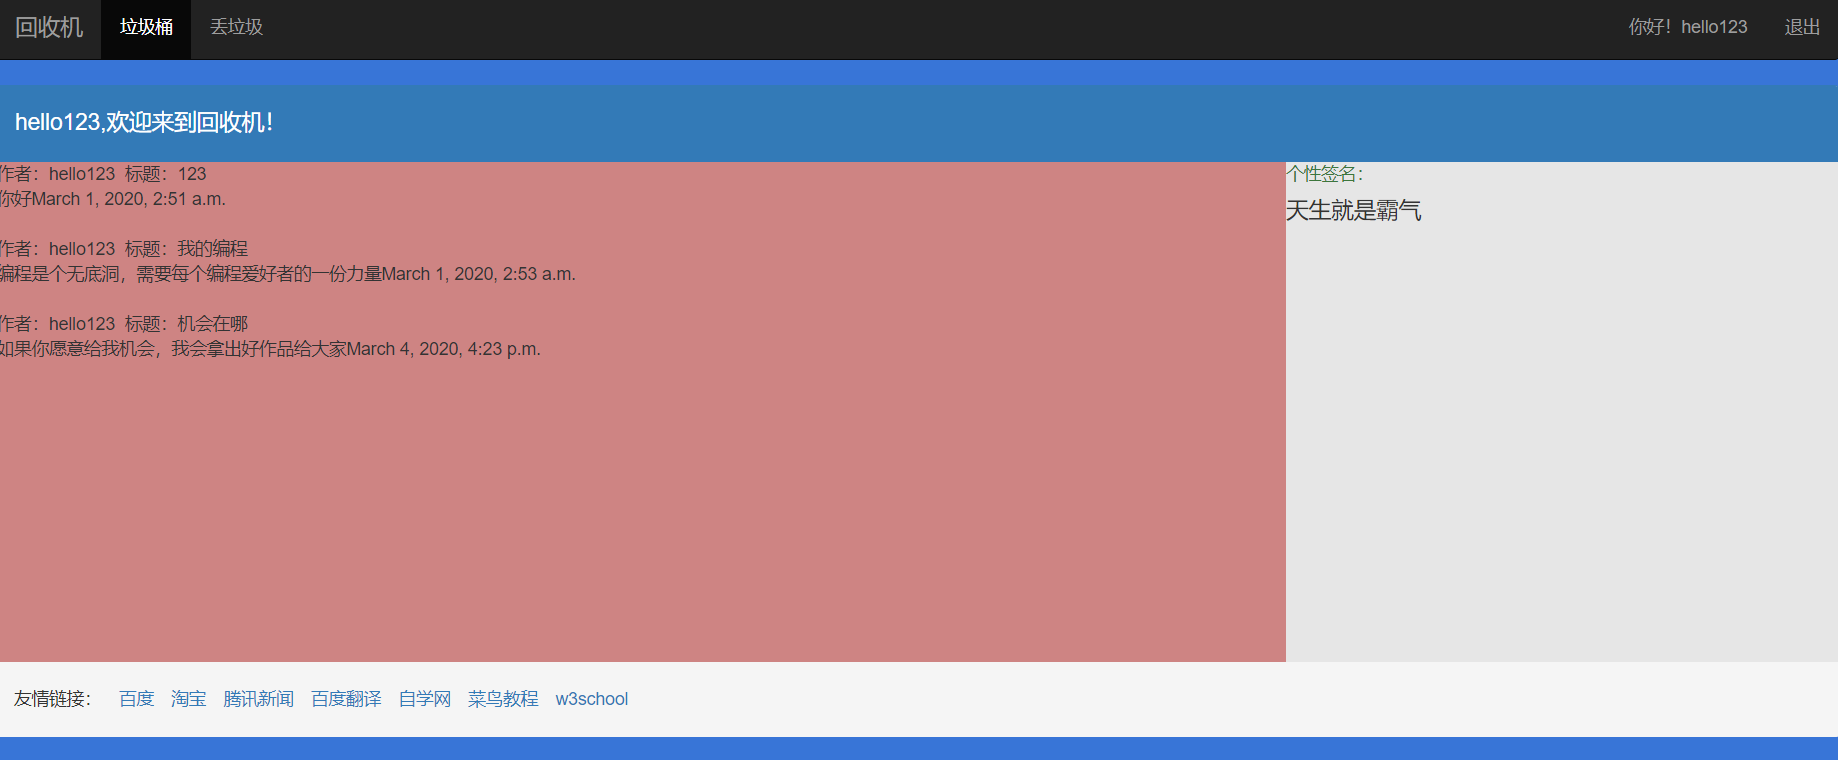 回收机 垃圾桶 丢垃圾 你好！hello123 退出
hello123,欢迎来到回收机！
作者：hello123 标题：123
你好March 1, 2020, 2:51 a.m.
作者：hello123 标题：我的编程
编程是个无底洞，需要每个编程爱好者的一份力量March 1, 2020, 2:53 a.m.
作者：hello123 标题：机会在哪
如果你愿意给我机会，我会拿出好作品给大家March 4, 2020, 4:23 p.m.
个性签名：
天生就是霸气
友情链接： 百度 淘宝 腾讯新闻 百度翻译 自学网 菜鸟教程 w3school